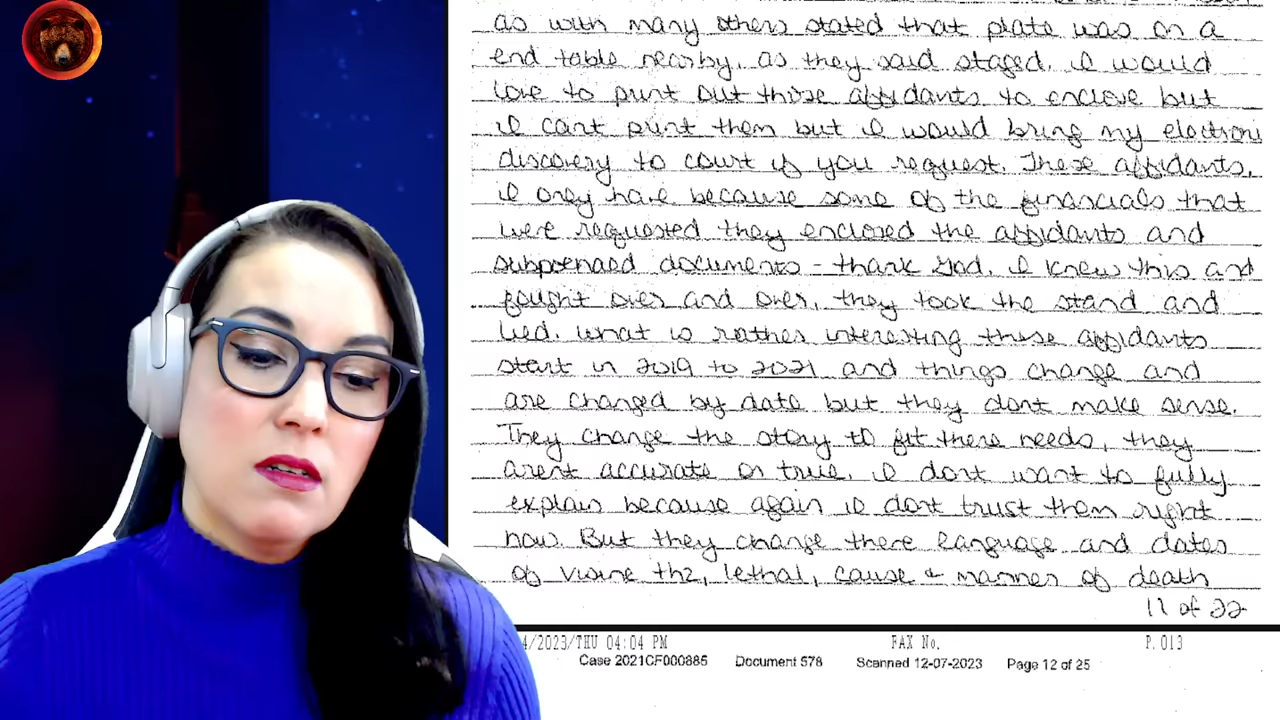 as with many others stated that plate was on a
end table nearby, as they said staged. I would
love to print out those affidants to enclose but
I cant print them but I would bring my electroni
discovery to court if you request. These affidants,
I only have because some of the financials that
were requested they enclosed the affidants and
subpoenaed documents - thank God. I knew this and
fought over and over, they took the stand and
lied. What is rather interesting these affidants
start in 2019 to 2021 and things change and
are changed by date but they dont make sense.
They change the story to fit there needs, they
arent accurate or true. I dont want to fully
explain because again I dont trust them right
now. But they change there language and dates
of visine thz, lethal, cause & manner of death
11 of 22
4/2023/THU 04:04 PM FAX No. P.013
Case 2021CF000885 Document 578 Scanned 12-07-2023 Page 12 of 25